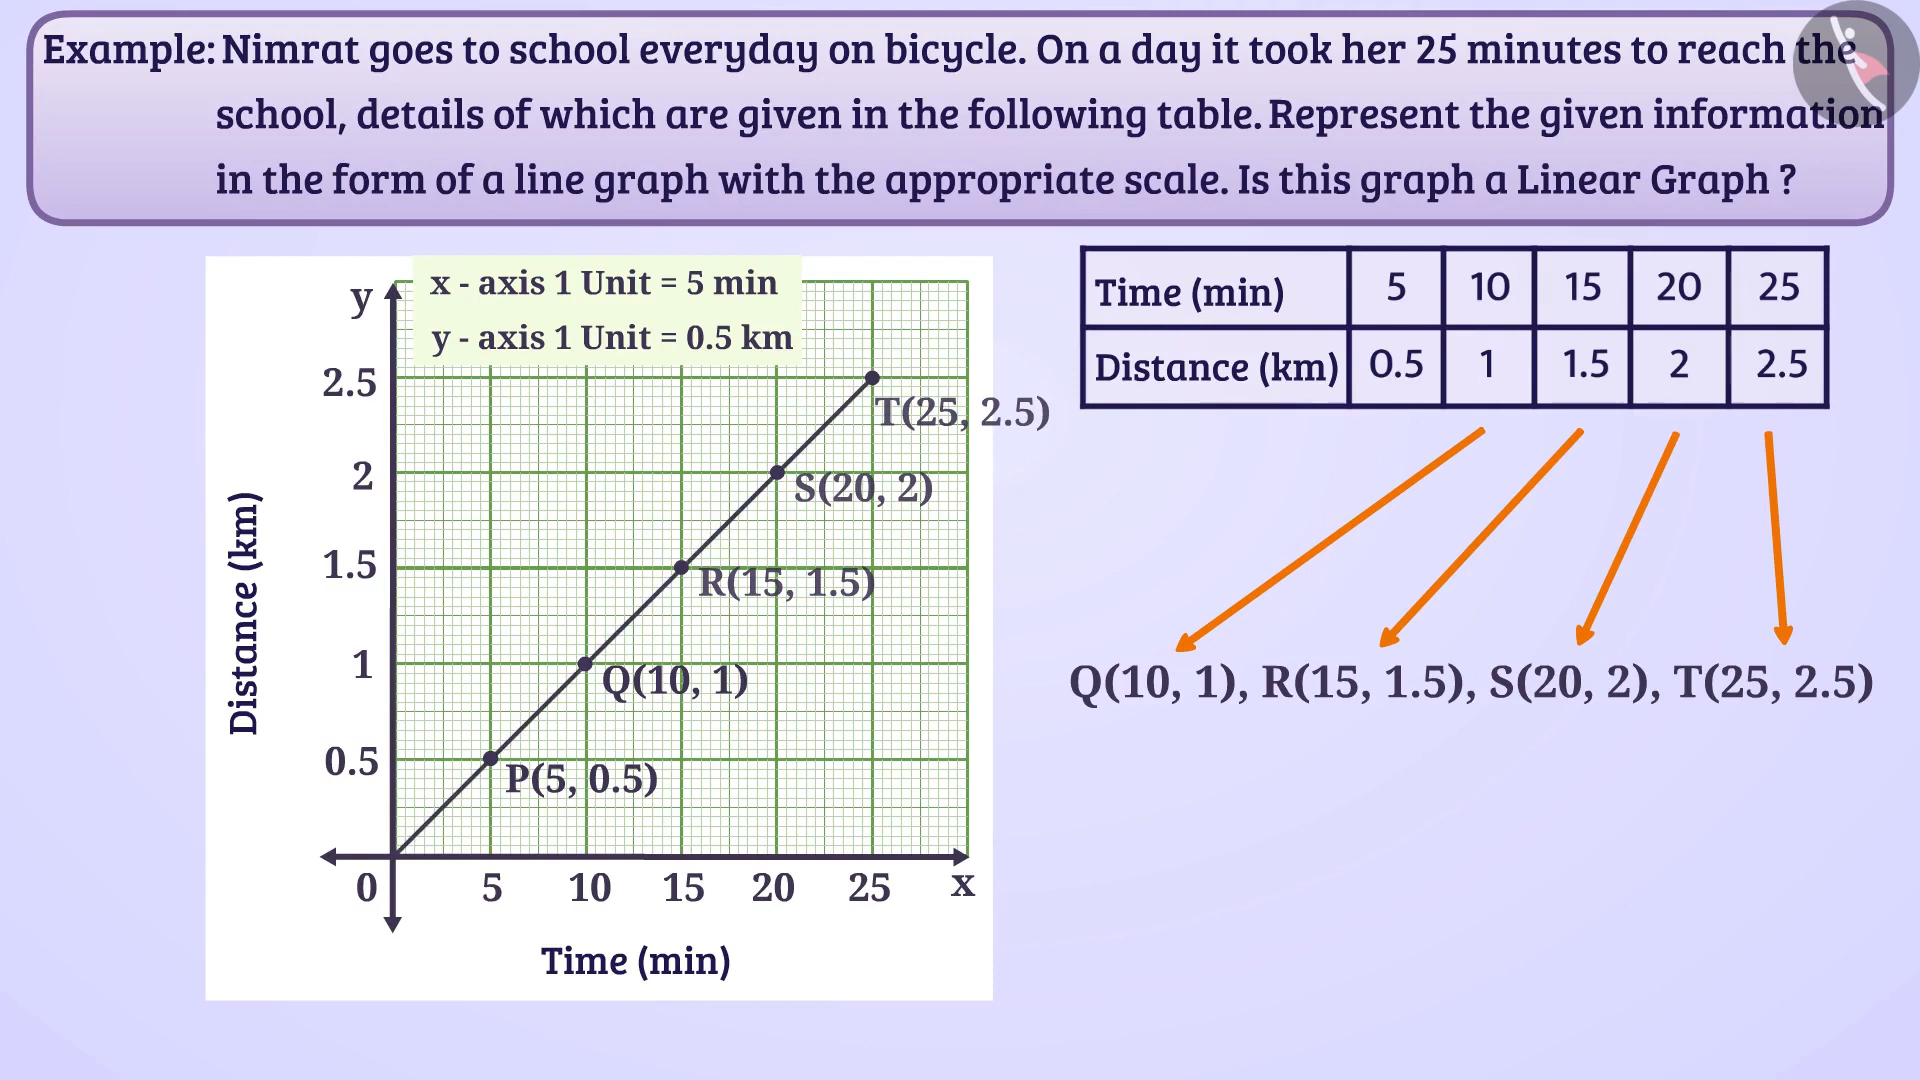 Example: Nimrat goes to school everyday on bicycle. On a day it took her 25 minutes to reach the
school, details of which are given in the following table. Represent the given information
in the form of a line graph with the appropriate scale. Is this graph a Linear Graph ?
x - axis 1 Unit = 5 min
y - axis 1 Unit = 0.5 km
y
2.5
2
1.5
1
0.5
0
5 10 15 20 25 x
Distance (km)
Time (min)
T(25, 2.5)
S(20, 2)
R(15, 1.5)
Q(10, 1)
P(5, 0.5)
Time (min) 5 10 15 20 25
Distance (km) 0.5 1 1.5 2 2.5
Q(10, 1), R(15, 1.5), S(20, 2), T(25, 2.5)